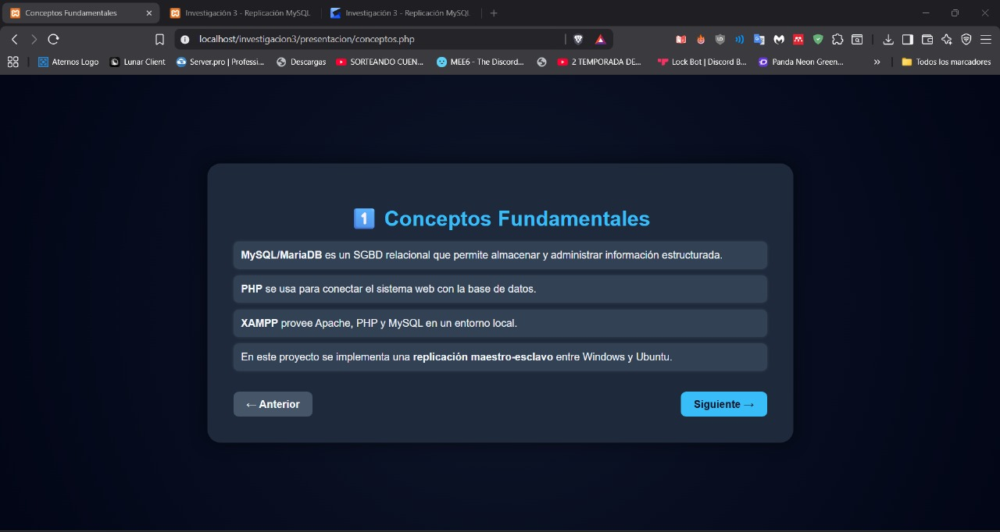 Conceptos Fundamentales
Investigación 3 - Replicación MySQL
Investigación 3 - Replicación MySQL
localhost/investigacion3/presentacion/conceptos.php
Aternos Logo
Lunar Client
Server.pro | Professi...
Descargas
SORTEANDO CUEN...
MEE6 - The Discord...
2 TEMPORADA DE...
Lock Bot | Discord B...
Panda Neon Green...
»
Todos los marcadores
1 Conceptos Fundamentales
MySQL/MariaDB es un SGBD relacional que permite almacenar y administrar información estructurada.
PHP se usa para conectar el sistema web con la base de datos.
XAMPP provee Apache, PHP y MySQL en un entorno local.
En este proyecto se implementa una replicación maestro-esclavo entre Windows y Ubuntu.
← Anterior
Siguiente →